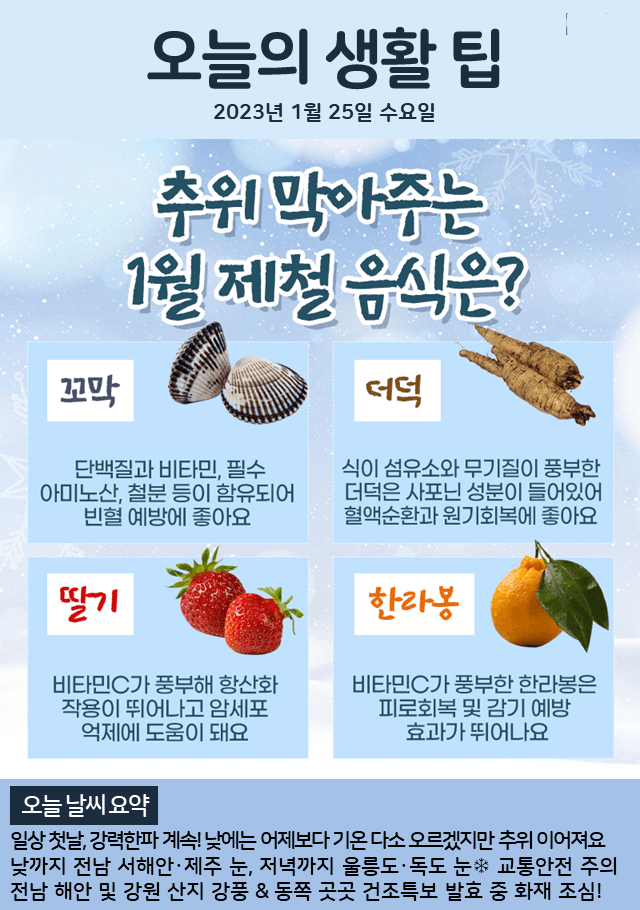 오늘의 생활 팁
2023년 1월 25일 수요일
추위 막아주는
1월 제철 음식은?
꼬막
단백질과 비타민, 필수
아미노산, 철분 등이 함유되어
빈혈 예방에 좋아요
더덕
식이 섬유소와 무기질이 풍부한
더덕은 사포닌 성분이 들어있어
혈액순환과 원기회복에 좋아요
딸기
비타민C가 풍부해 항산화
작용이 뛰어나고 암세포
억제에 도움이 돼요
한라봉
비타민C가 풍부한 한라봉은
피로회복 및 감기 예방
효과가 뛰어나요
오늘 날씨 요약
일상 첫날, 강력한파 계속! 낮에는 어제보다 기온 다소 오르겠지만 추위 이어져요
낮까지 전남 서해안·제주 눈, 저녁까지 울릉도·독도 눈❄ 교통안전 주의
전남 해안 및 강원 산지 강풍 & 동쪽 곳곳 건조특보 발효 중 화재 조심!